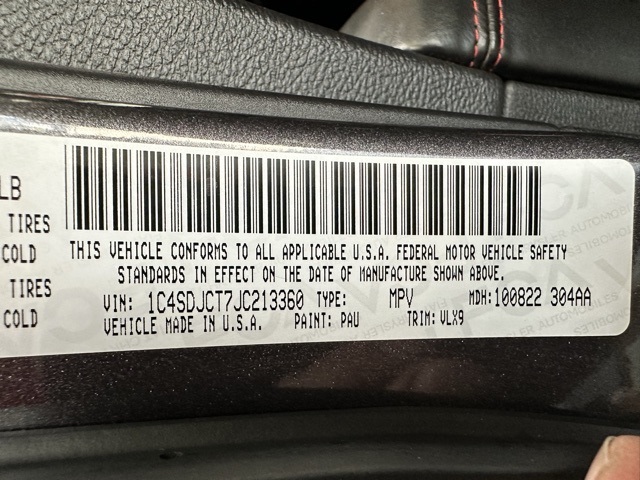 LB
TIRES
COLD
TIRES
COLD
THIS VEHICLE CONFORMS TO ALL APPLICABLE U.S.A. FEDERAL MOTOR VEHICLE SAFETY
STANDARDS IN EFFECT ON THE DATE OF MANUFACTURE SHOWN ABOVE.
VIN: 1C4SDJCT7JC213360 TYPE: MPV MDH:100822 304AA
VEHICLE MADE IN U.S.A. PAINT: PAU TRIM: VLX9